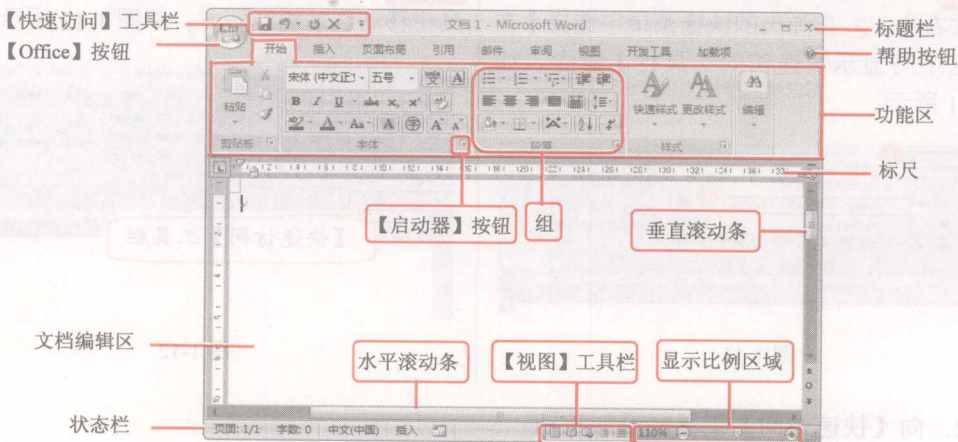 【快速访问】工具栏
文档 1 - Microsoft Word
标题栏
【Office】按钮
开始 插入 页面布局 引用 邮件 审阅 视图 开发工具 加载项
帮助按钮
宋体 (中文正 五号
粘贴
快速样式 更改样式 编辑
功能区
剪贴板 字体 段落 样式
标尺
【启动器】按钮
组
垂直滚动条
文档编辑区
水平滚动条
【视图】工具栏
显示比例区域
状态栏
页面: 1/1 字数: 0 中文(中国) 插入 110%
向【快速